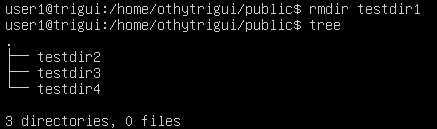 user1@trigui:/home/othytrigui/public$ rmdir testdir1
user1@trigui:/home/othytrigui/public$ tree
.
├── testdir2
├── testdir3
└── testdir4

3 directories, 0 files